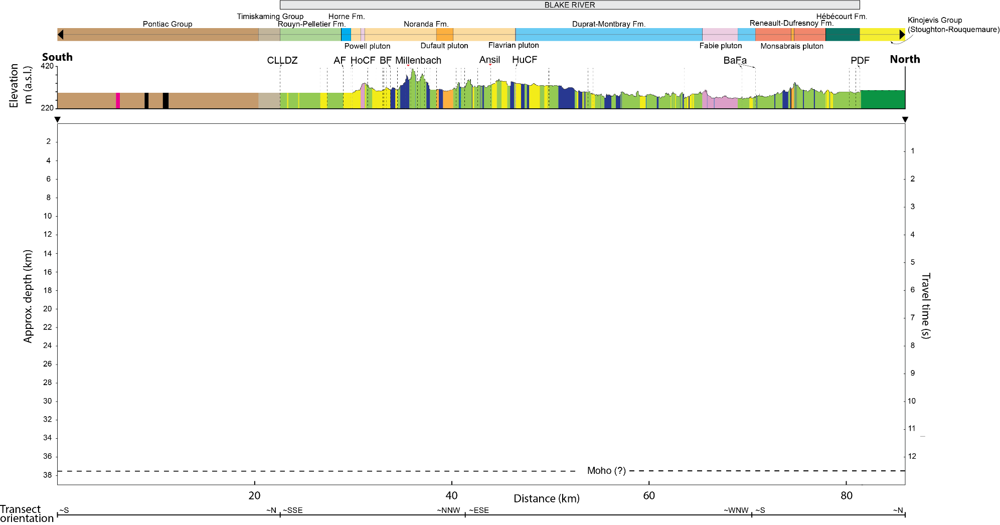 BLAKE RIVER
Timiskaming Group
Horne Fm.
Hébécourt Fm.
Pontiac Group
Rouyn-Pelletier Fm.
Noranda Fm.
Duprat-Montbray Fm.
Reneault-Dufresnoy Fm.
Kinojevis Group
(Stoughton-Rouquemaure)
Powell pluton
Dufault pluton
Flavrian pluton
Fabie pluton
Monsabrais pluton
South
CLLDZ
AF
HoCF
BF
Millenbach
Ansil
HuCF
BaFa
PDF
North
Elevation
m (a.s.l.)
420
220
Approx. depth (km)
2
4
6
8
10
12
14
16
18
20
22
24
26
28
30
32
34
36
38
Travel time (s)
1
2
3
4
5
6
7
8
9
10
11
12
Moho (?)
20
40
60
80
Distance (km)
Transect
orientation
~S
~N
~SSE
~NNW
~ESE
~WNW
~S
~N